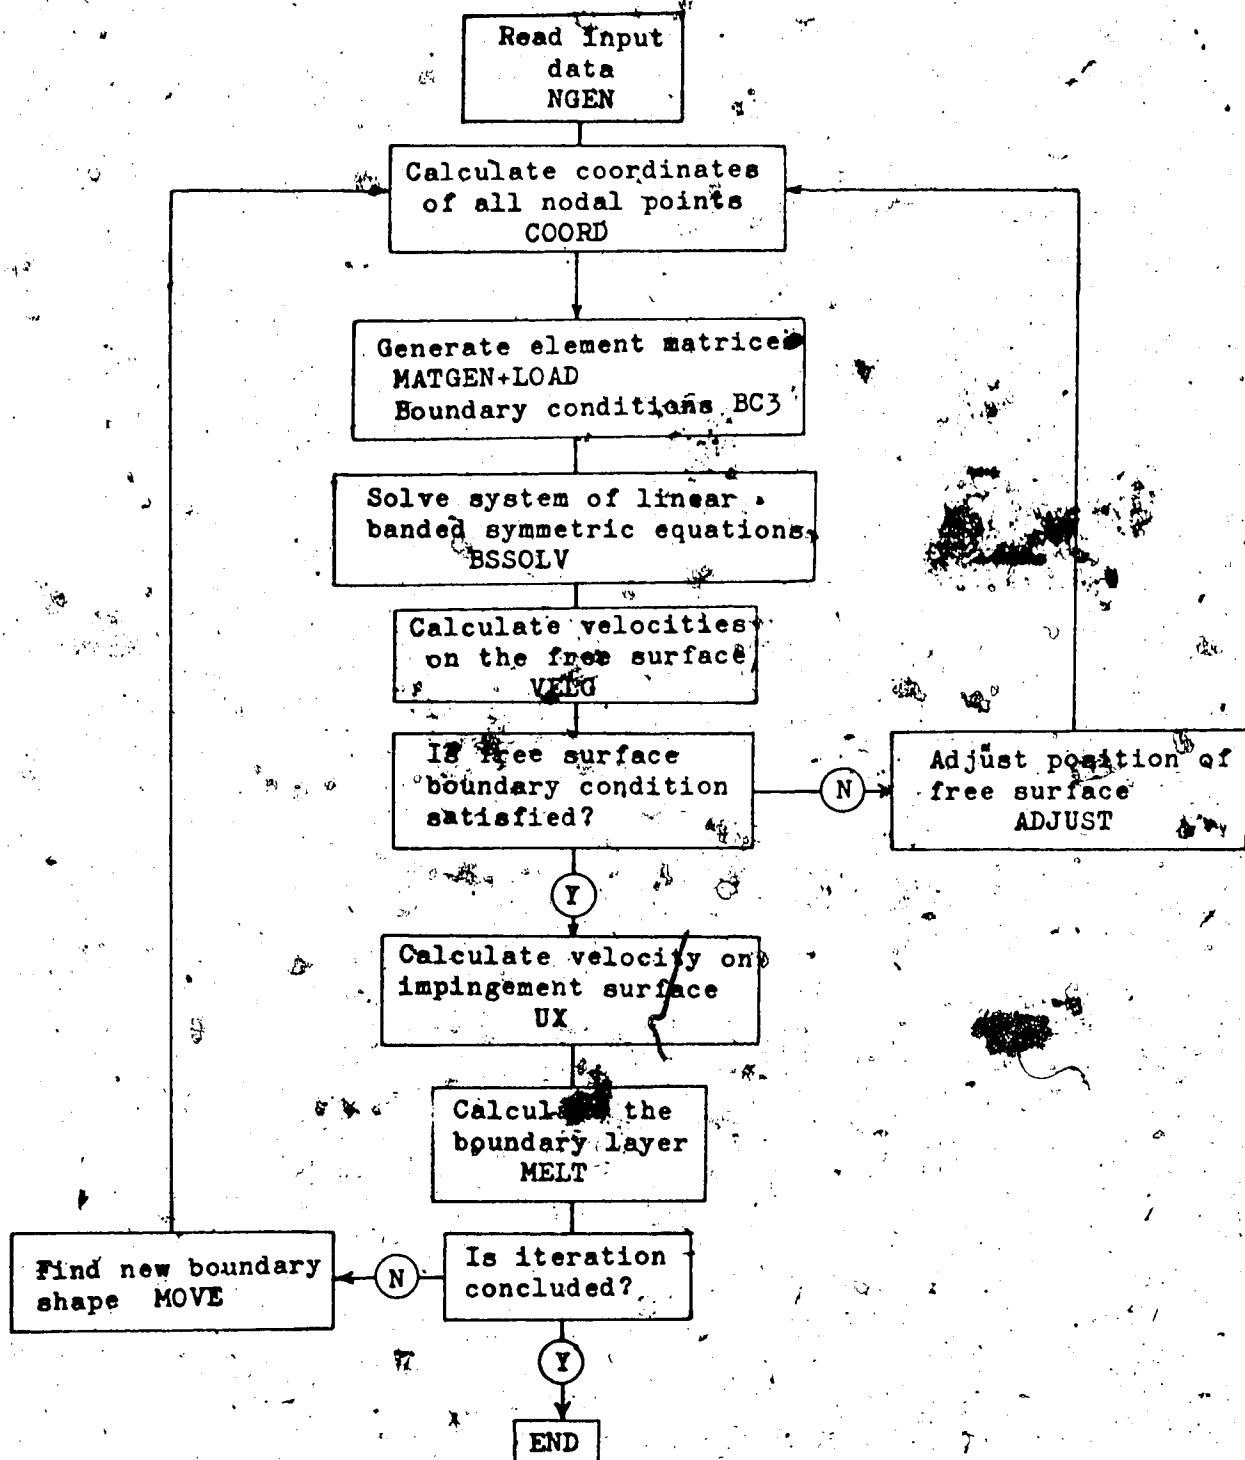 Read Input
data
NGEN
Calculate coordinates
of all nodal points
COORD
Generate element matrices
MATGEN+LOAD
Boundary conditions BC3
Solve system of linear
banded symmetric equations
BSSOLV
Calculate velocities
on the free surface
VELG
Is free surface
boundary condition
satisfied?
N
Adjust position of
free surface
ADJUST
Y
Calculate velocity on
impingement surface
UX
Calculate the
boundary layer
MELT
Is iteration
concluded?
N
Find new boundary
shape MOVE
Y
END